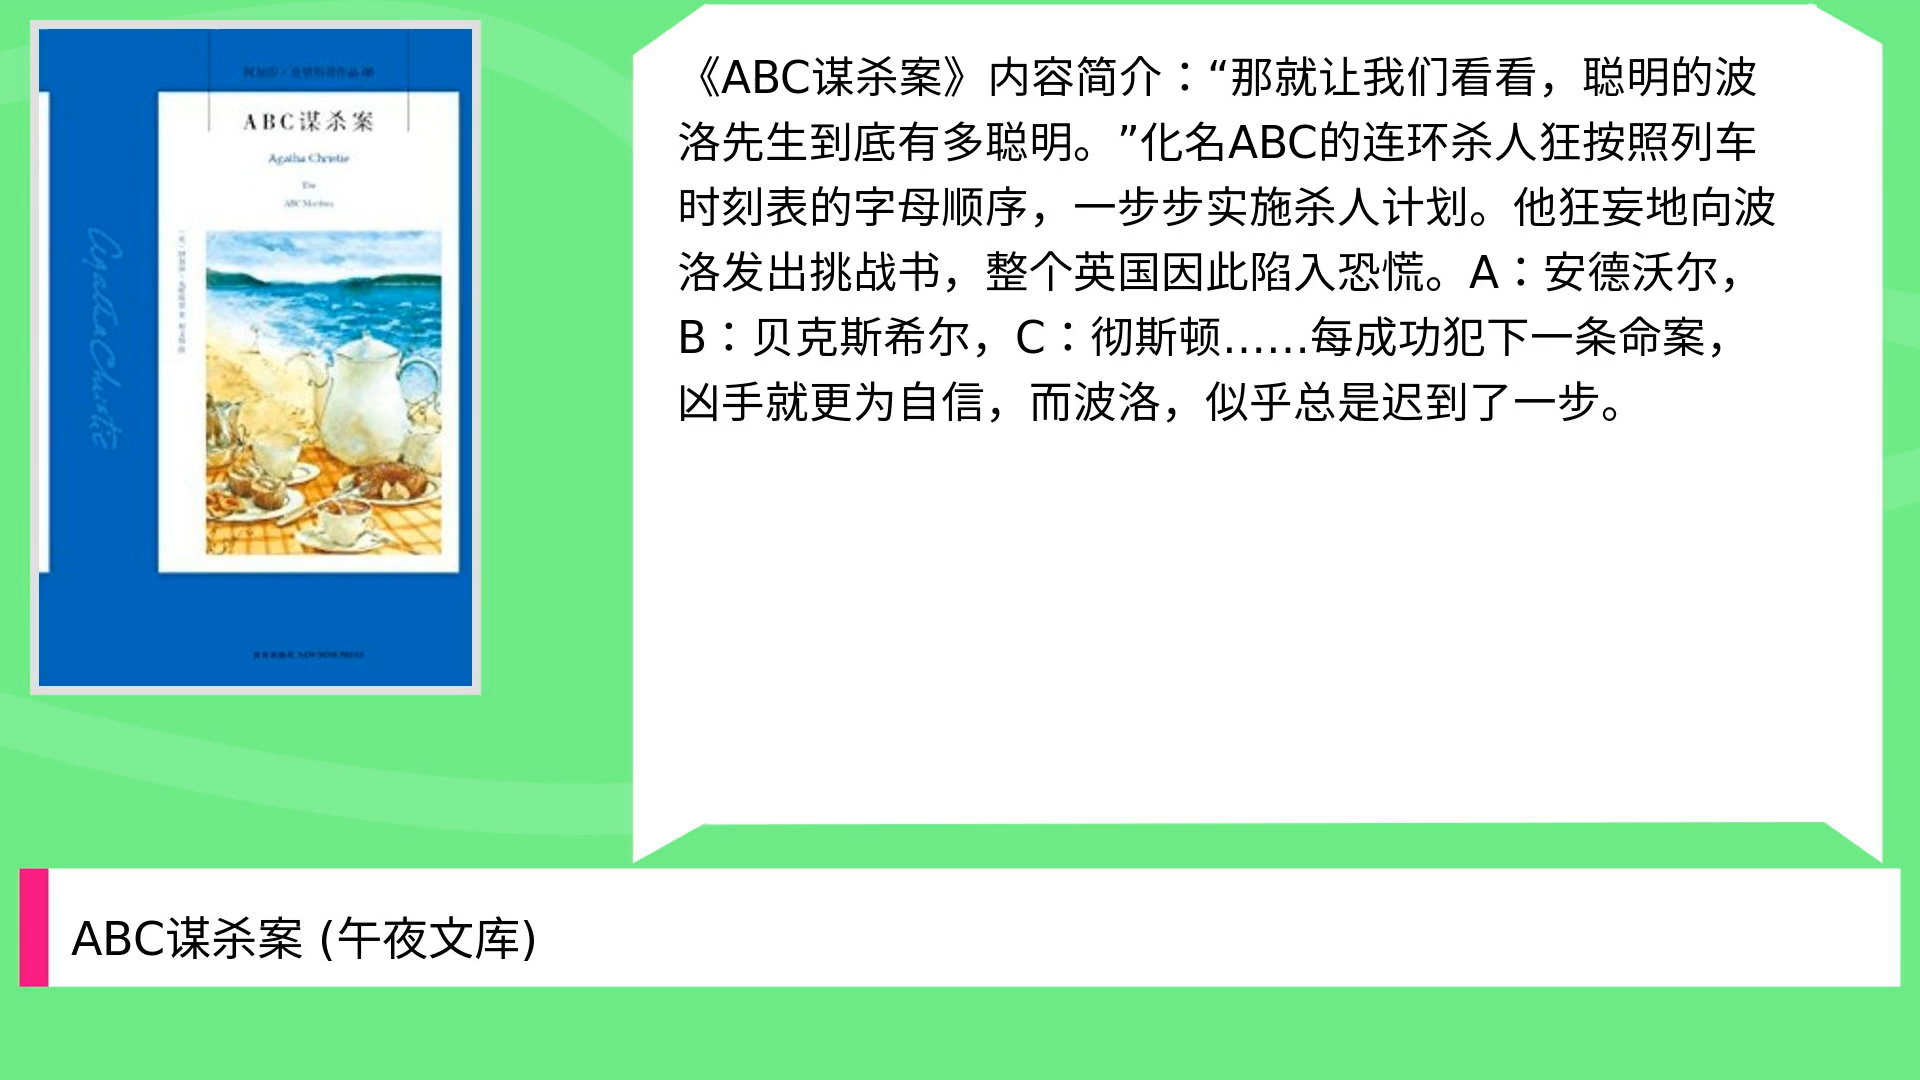 ABC谋杀案
Agatha Christie
The
ABC Murders
Agatha Christie
《ABC谋杀案》内容简介：“那就让我们看看，聪明的波
洛先生到底有多聪明。”化名ABC的连环杀人狂按照列车
时刻表的字母顺序，一步步实施杀人计划。他狂妄地向波
洛发出挑战书，整个英国因此陷入恐慌。A：安德沃尔，
B：贝克斯希尔，C：彻斯顿……每成功犯下一条命案，
凶手就更为自信，而波洛，似乎总是迟到了一步。
ABC谋杀案 (午夜文库)